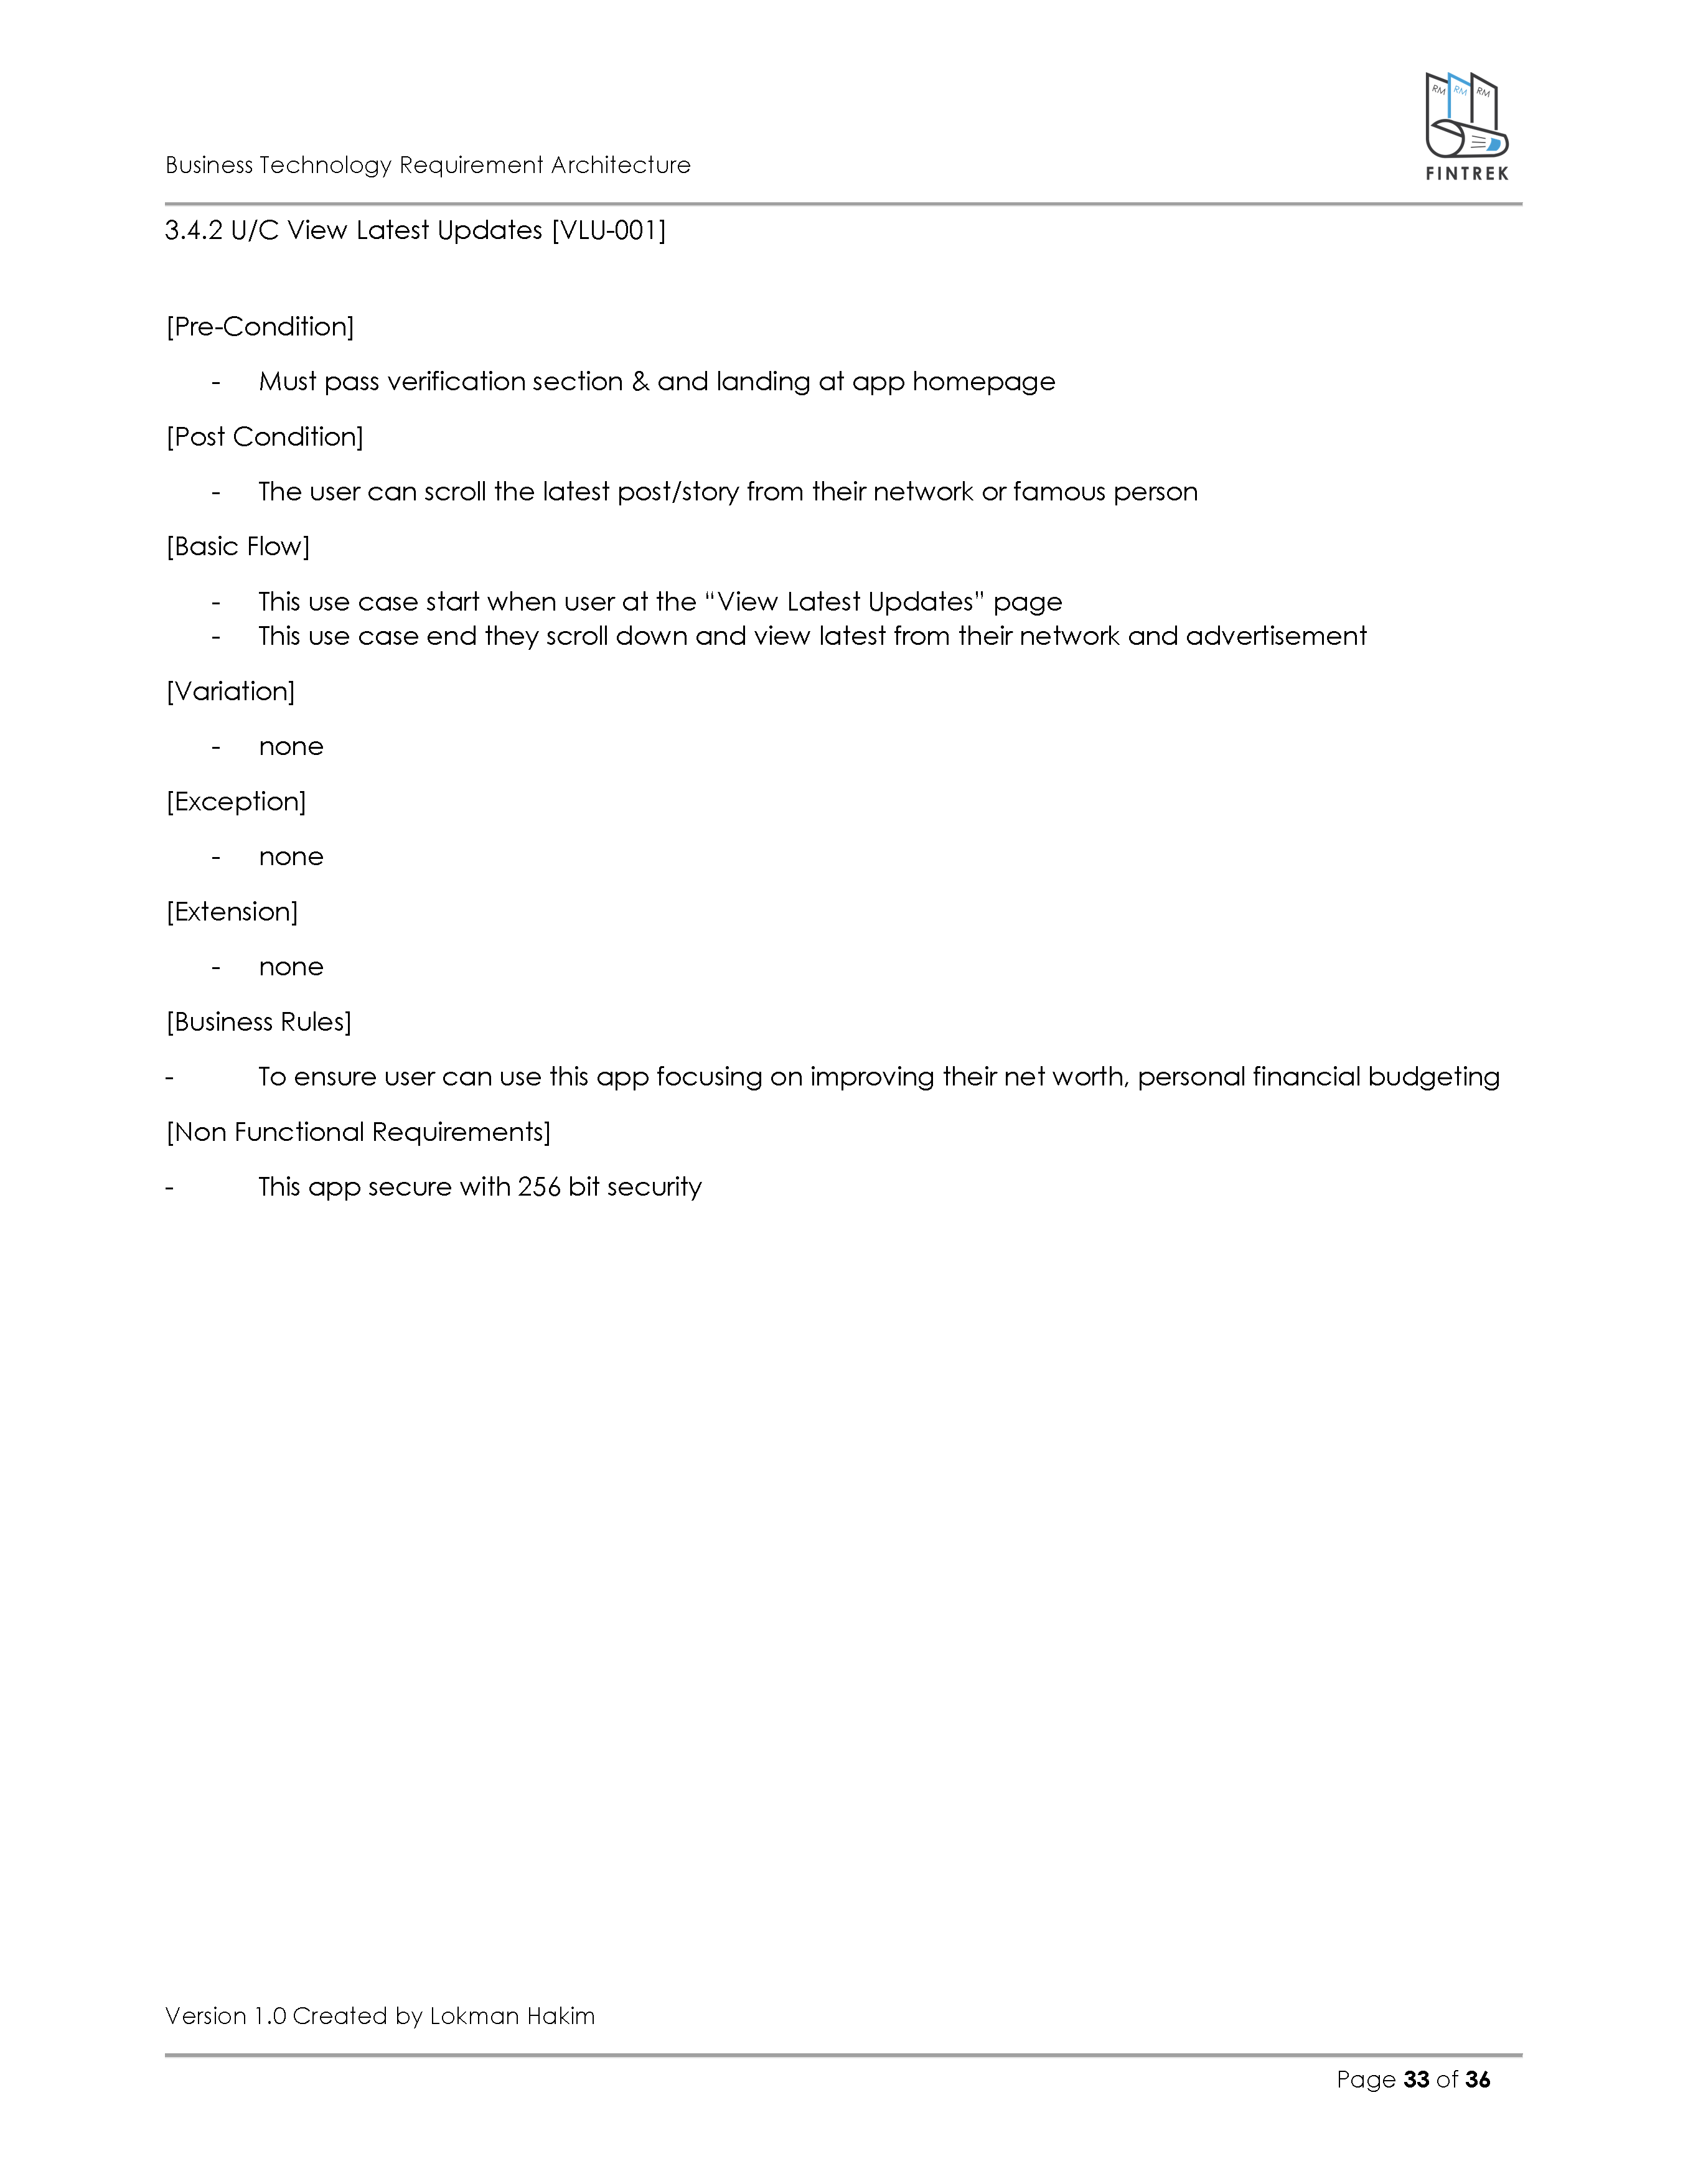 RM RM RM
FINTREK
Business Technology Requirement Architecture
3.4.2 U/C View Latest Updates [VLU-001]
[Pre-Condition]
- Must pass verification section & and landing at app homepage
[Post Condition]
- The user can scroll the latest post/story from their network or famous person
[Basic Flow]
- This use case start when user at the “View Latest Updates” page
- This use case end they scroll down and view latest from their network and advertisement
[Variation]
- none
[Exception]
- none
[Extension]
- none
[Business Rules]
- To ensure user can use this app focusing on improving their net worth, personal financial budgeting
[Non Functional Requirements]
- This app secure with 256 bit security
Version 1.0 Created by Lokman Hakim
Page 33 of 36